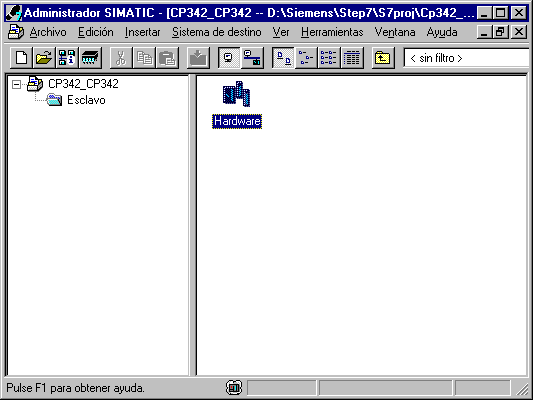 Administrador SIMATIC - [CP342_CP342 -- D:\Siemens\Step7\S7proj\Cp342_...
Archivo Edición Insertar Sistema de destino Ver Herramientas Ventana Ayuda
< sin filtro >
CP342_CP342
Esclavo
Hardware
Pulse F1 para obtener ayuda.